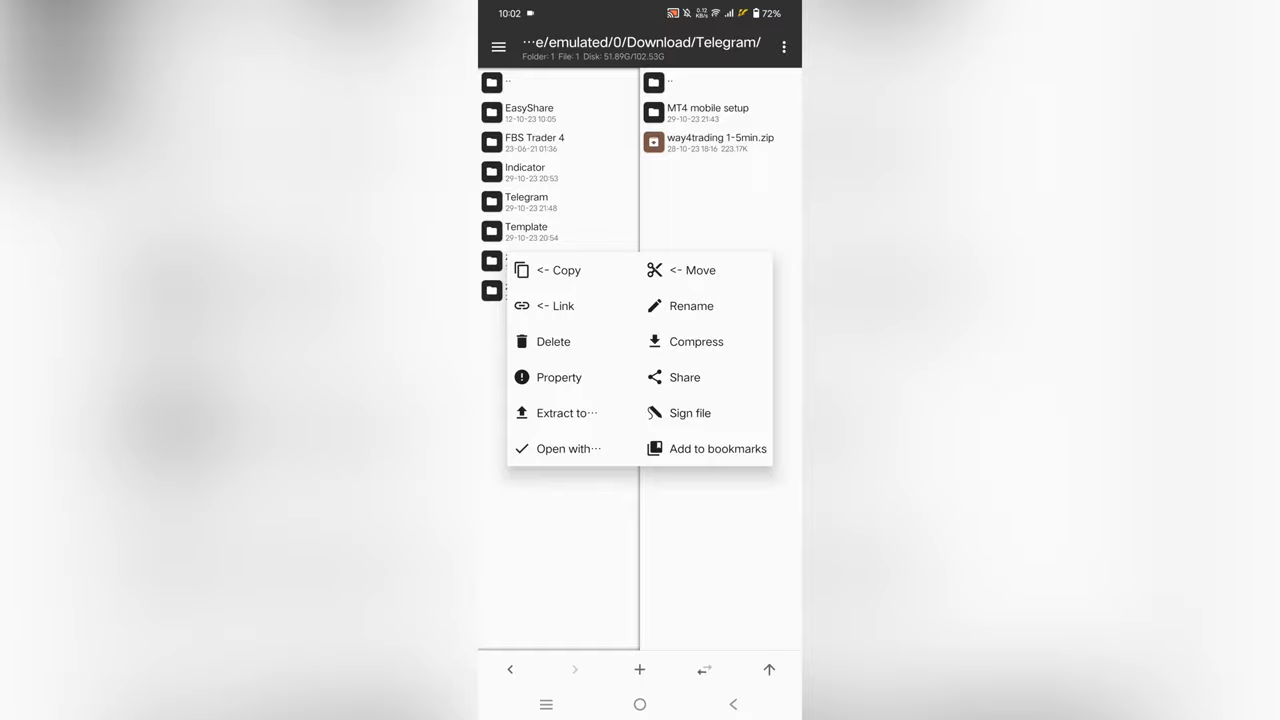 10:02
0.12
KB/s
72%
···e/emulated/0/Download/Telegram/
Folder: 1 File: 1 Disk: 51.89G/102.53G
..
EasyShare
12-10-23 10:05
FBS Trader 4
23-06-21 01:36
Indicator
29-10-23 20:53
Telegram
29-10-23 21:48
Template
29-10-23 20:54
..
MT4 mobile setup
29-10-23 21:43
way4trading 1-5min.zip
28-10-23 18:16 223.17K
<- Copy
<- Move
<- Link
Rename
Delete
Compress
Property
Share
Extract to···
Sign file
Open with···
Add to bookmarks